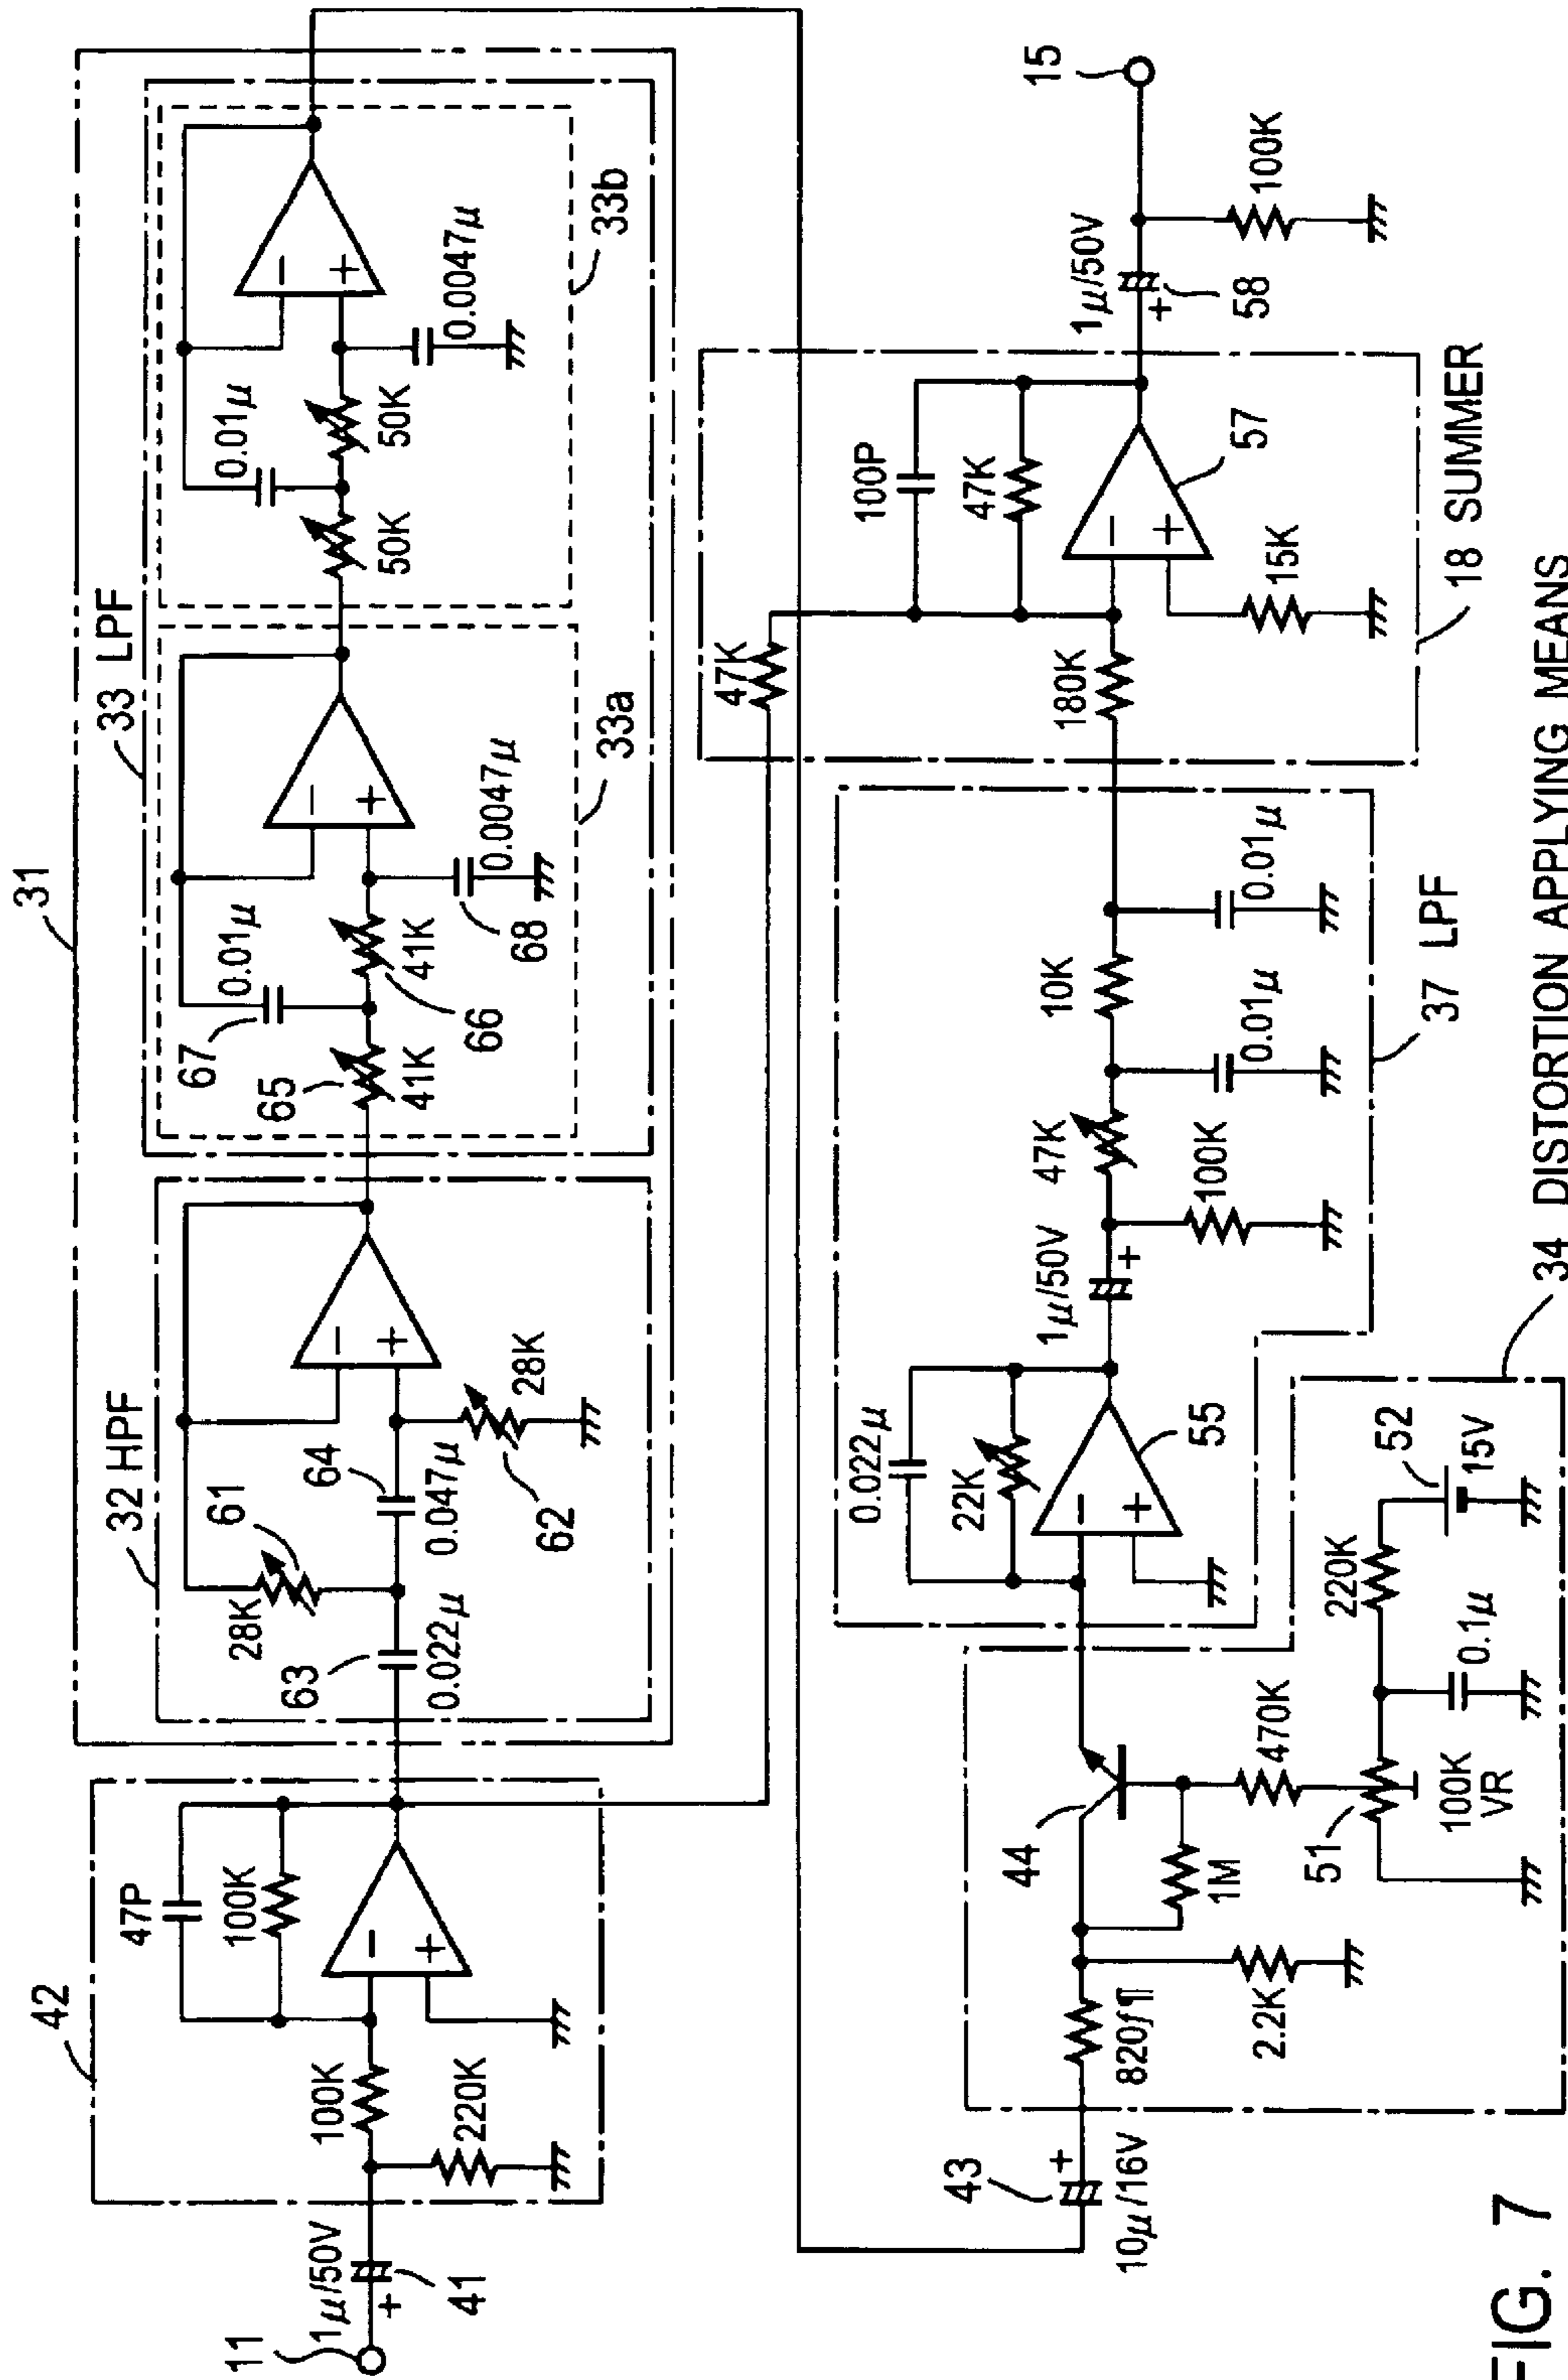 31
42
47P
100K
100K
220K
11
1μ/50V
+
41
−
+
32 HPF
28K
61
63
0.022μ
64
0.047μ
62
28K
−
+
33 LPF
67
0.01μ
65
41K
66
41K
68
0.0047μ
33a
−
+
0.01μ
50K
50K
0.0047μ
33b
−
+
43
+
10μ/16V
820f¶
2.2K
1M
44
470K
51
100K
VR
0.1μ
220K
52
15V
34 DISTORTION APPLYING MEANS
0.022μ
22K
−
+
55
1μ/50V
+
47K
100K
0.01μ
10K
0.01μ
37 LPF
47K
180K
100P
47K
−
+
15K
57
18 SUMMER
1μ/50V
+
58
100K
15
FIG. 7